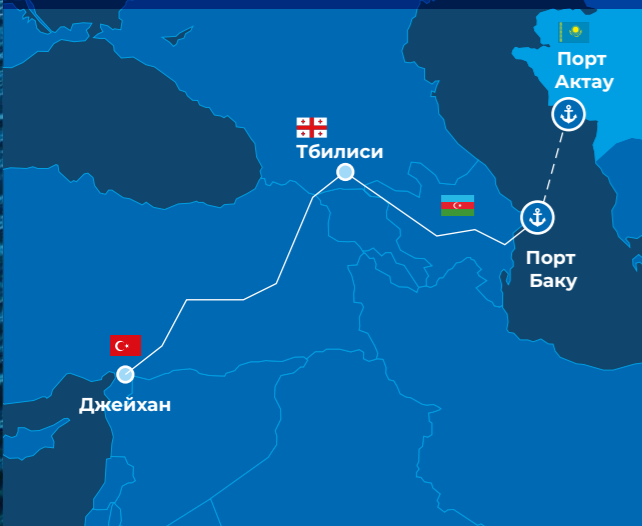 Порт
Актау
Тбилиси
Порт
Баку
Джейхан